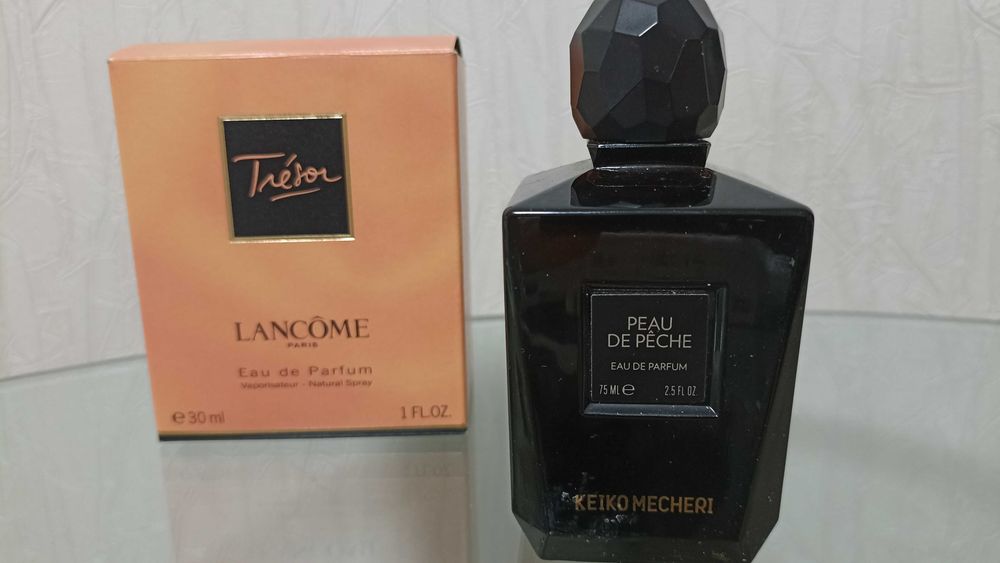 Trésor
LANCÔME
PARIS
Eau de Parfum
Vaporisateur - Natural Spray
℮ 30 ml 1 FL.OZ.
PEAU
DE PÊCHE
EAU DE PARFUM
75 ML ℮ 2.5 FL OZ.
KEIKO MECHERI